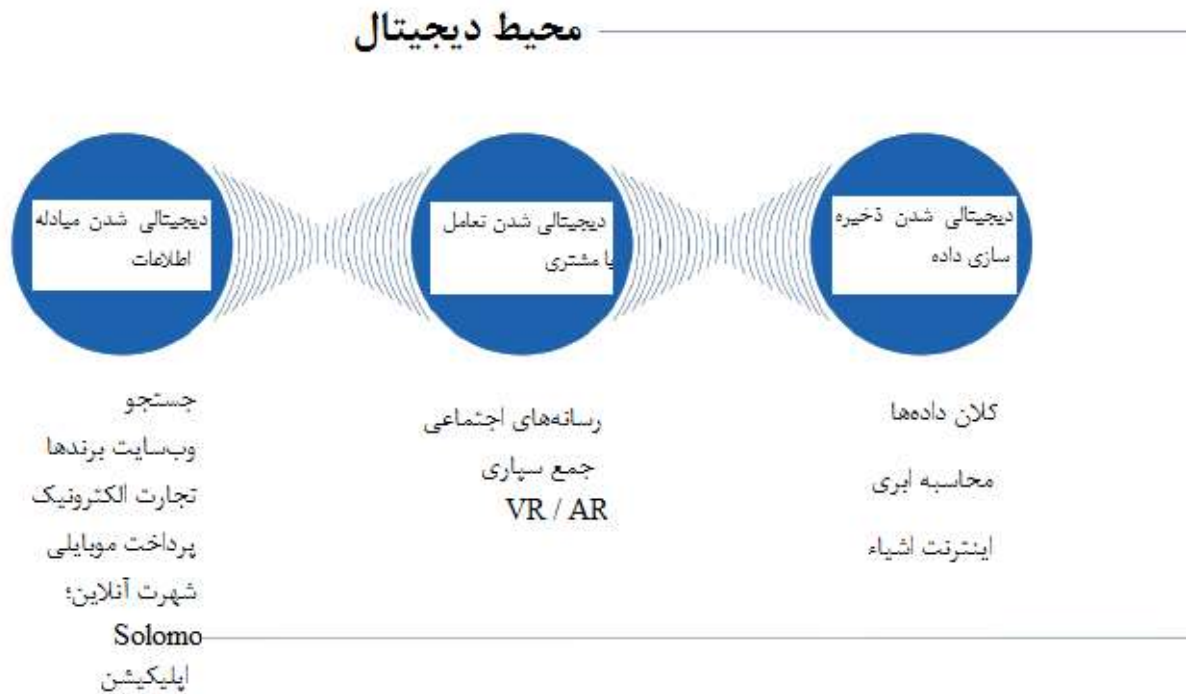 محیط دیجیتال
دیجیتالی شدن ذخیره
سازی داده
دیجیتالی شدن تعامل
با مشتری
دیجیتالی شدن مبادله
اطلاعات
کلان داده‌ها
محاسبه ابری
اینترنت اشیاء
رسانه‌های اجتماعی
جمع سپاری
VR / AR
جستجو
وب‌سایت برندها
تجارت الکترونیک
پرداخت موبایلی
شهرت آنلاین؛
Solomo
اپلیکیشن